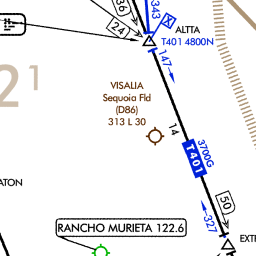 36
343
24
ALTTA
T401 4800N
147
2
1
VISALIA
Sequoia Fld
(D86)
313 L 30
14
3700G
T401
ATON
50
327
RANCHO MURIETA 122.6
EXT